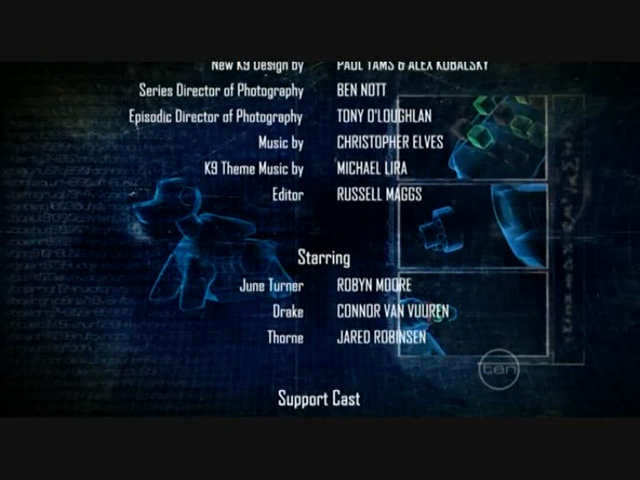 New K9 Design by PAUL TAMS & ALEX KUBALSKY
Series Director of Photography BEN NOTT
Episodic Director of Photography TONY O'LOUGHLAN
Music by CHRISTOPHER ELVES
K9 Theme Music by MICHAEL LIRA
Editor RUSSELL MAGGS
Starring
June Turner ROBYN MOORE
Drake CONNOR VAN VUUREN
Thorne JARED ROBINSEN
ten
Support Cast